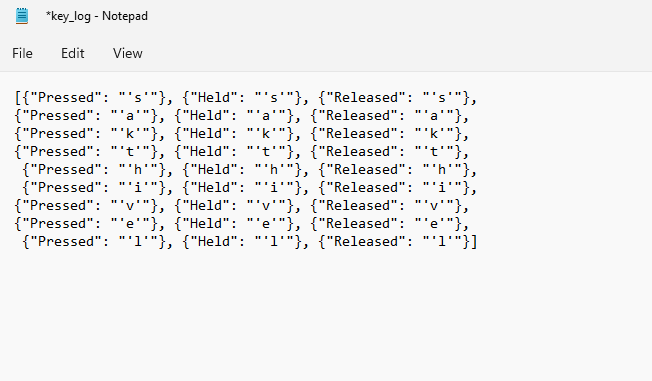 *key_log - Notepad
File Edit View
[{"Pressed": "'s'"}, {"Held": "'s'"}, {"Released": "'s'"},
{"Pressed": "'a'"}, {"Held": "'a'"}, {"Released": "'a'"},
{"Pressed": "'k'"}, {"Held": "'k'"}, {"Released": "'k'"},
{"Pressed": "'t'"}, {"Held": "'t'"}, {"Released": "'t'"},
{"Pressed": "'h'"}, {"Held": "'h'"}, {"Released": "'h'"},
{"Pressed": "'i'"}, {"Held": "'i'"}, {"Released": "'i'"},
{"Pressed": "'v'"}, {"Held": "'v'"}, {"Released": "'v'"},
{"Pressed": "'e'"}, {"Held": "'e'"}, {"Released": "'e'"},
{"Pressed": "'l'"}, {"Held": "'l'"}, {"Released": "'l'"}]